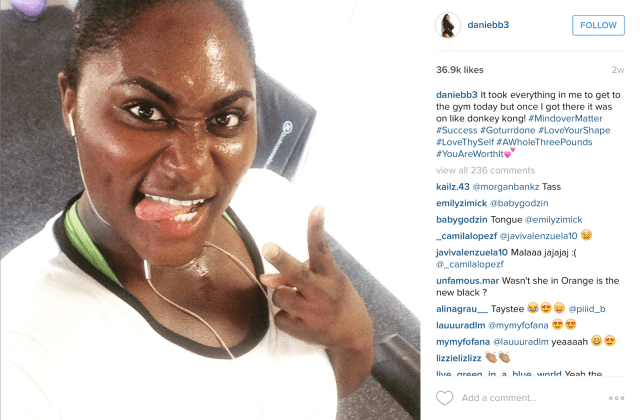 daniebb3
FOLLOW
36.9k likes
2w
daniebb3 It took everything in me to get to
the gym today but once I got there it was
on like donkey kong! #MindoverMatter
#Success #Goturrdone #LoveYourShape
#LoveThySelf #AWholeThreePounds
#YouAreWorthIt💕
view all 236 comments
kailz.43 @morganbankz Tass
emilyzimick @babygodzin
babygodzin Tongue @emilyzimick
_camilalopezf @javivalenzuela10 😖
javivalenzuela10 Malaaa jajajaj :(
@_camilalopezf
unfamous.mar Wasn't she in Orange is the
new black ?
alinagrau__ Taystee 😂😍😛 @piiid_b
lauuuradlm @mymyfofana 😍😍
mymyfofana @lauuuradlm yeaaaah 😂😍
lizzielizlizz 👏🏽👏🏽
live_green_in_a_blue_world Yeah the
Add a comment...